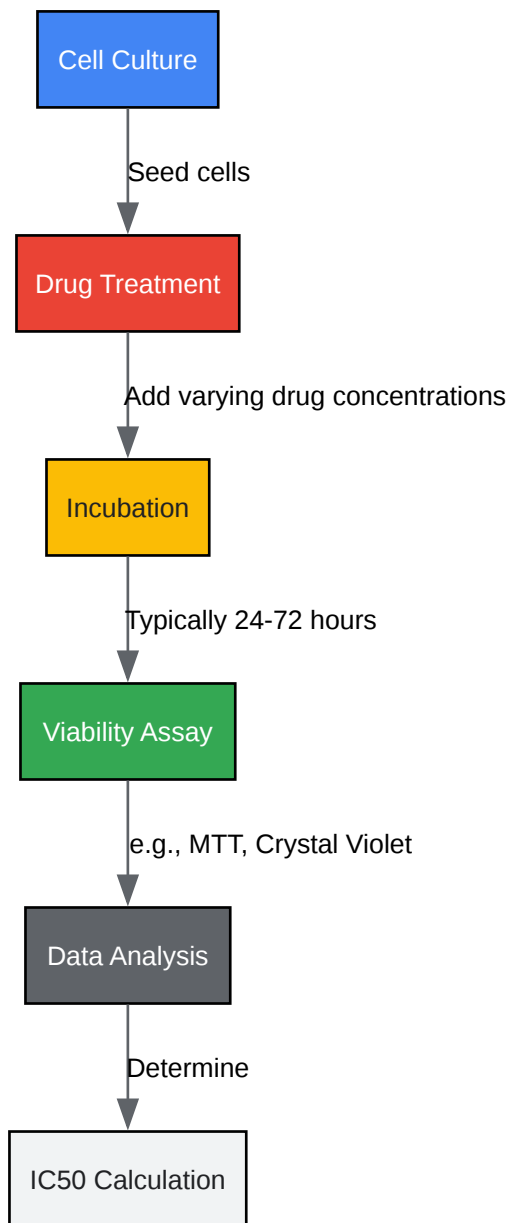 Cell Culture
Seed cells
Drug Treatment
Add varying drug concentrations
Incubation
Typically 24-72 hours
Viability Assay
e.g., MTT, Crystal Violet
Data Analysis
Determine
IC50 Calculation